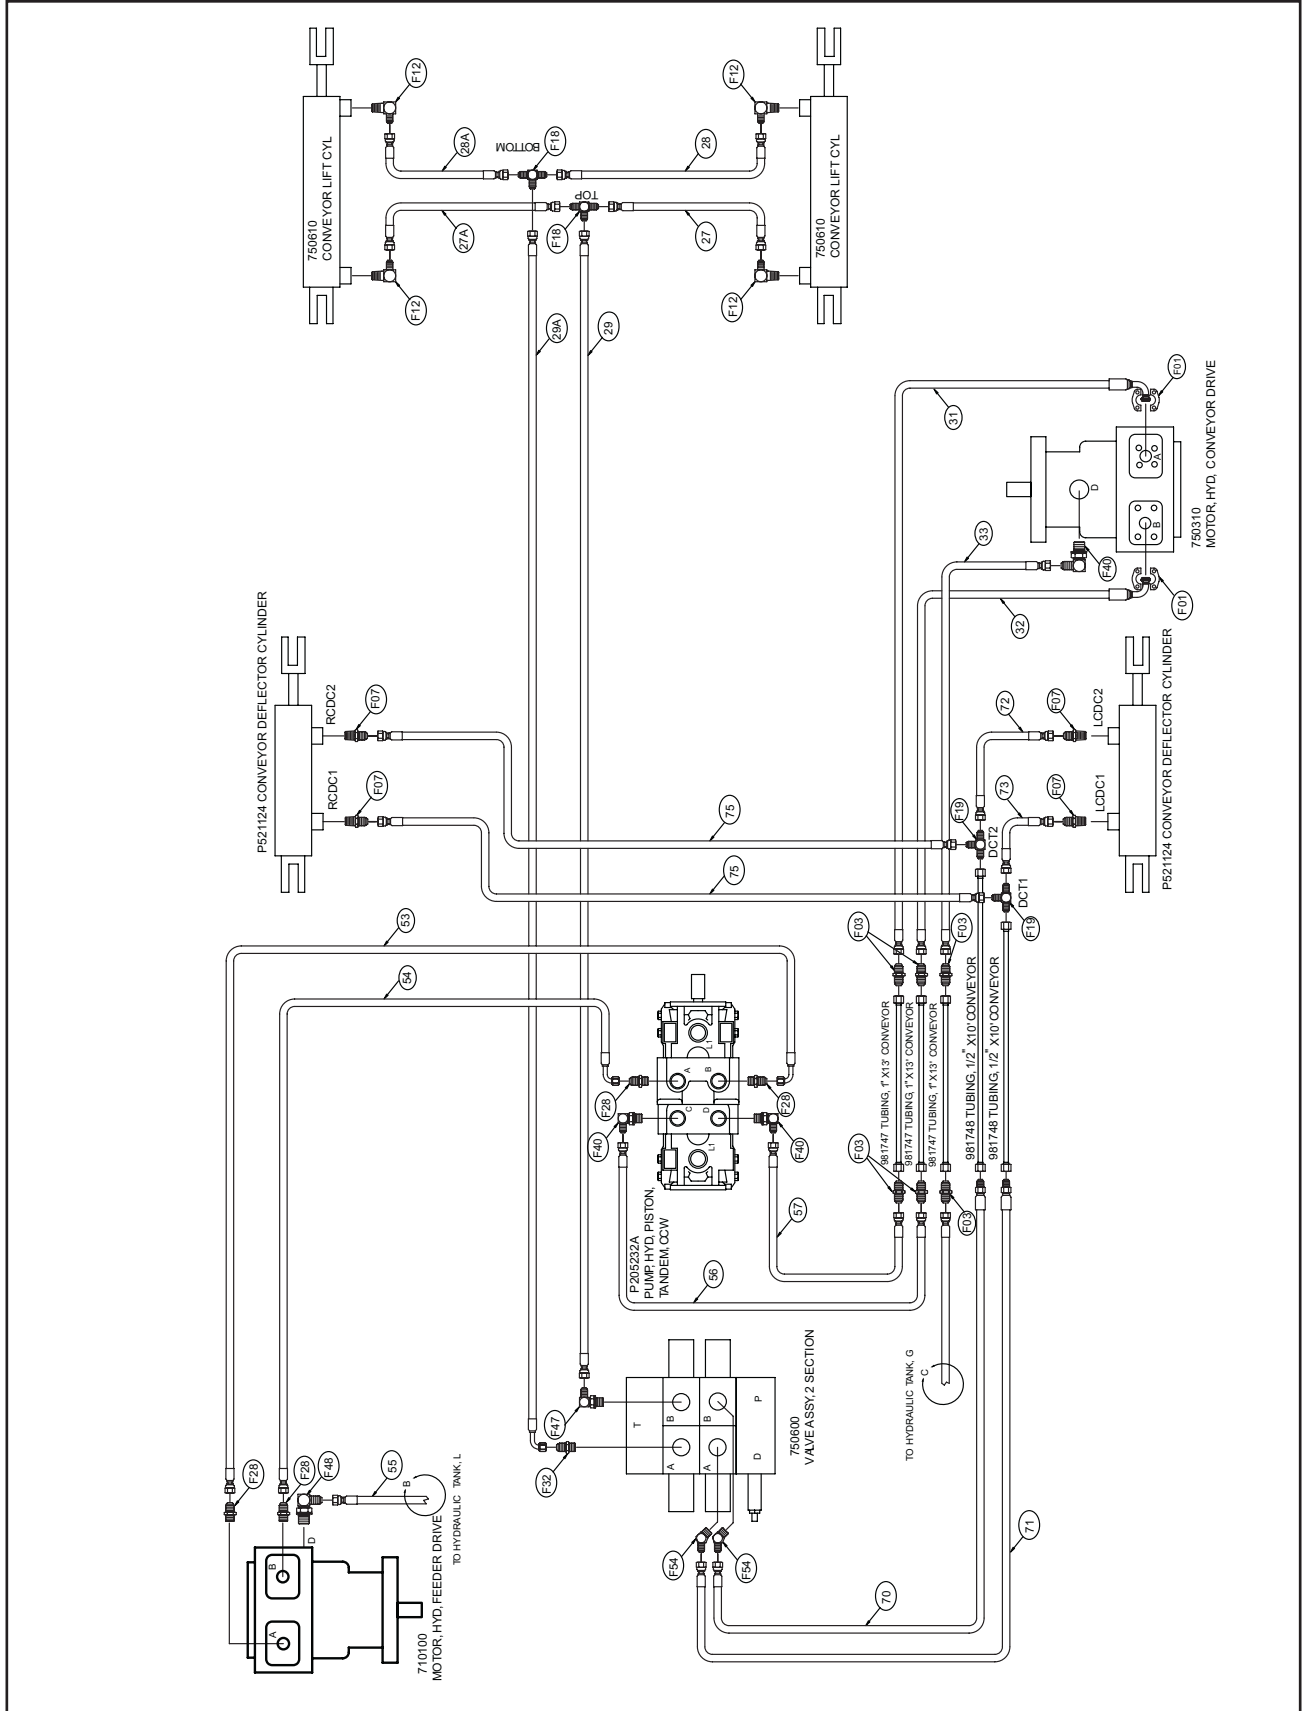 F12
F12
750610
CONVEYOR LIFT CYL
750610
CONVEYOR LIFT CYL
28A
BOTTOM
F18
28
TOP
27A
F18
27
F12
F12
29A
29
F01
31
A
D
B
750310
MOTOR, HYD, CONVEYOR DRIVE
33
F40
32
F01
P521124 CONVEYOR DEFLECTOR CYLINDER
RCDC2
F07
RCDC1
F07
72
F07
LCDC2
73
F07
LCDC1
P521124 CONVEYOR DEFLECTOR CYLINDER
75
F19
DCT2
75
DCT1
F19
53
54
F03
F03
L1
A
B
C
D
L1
F28
F28
F40
F40
981747 TUBING, 1" X13' CONVEYOR
981747 TUBING, 1" X13' CONVEYOR
981747 TUBING, 1" X13' CONVEYOR
981748 TUBING, 1/2" X10' CONVEYOR
981748 TUBING, 1/2" X10' CONVEYOR
F03
F03
P205232A
PUMP, HYD, PISTON,
TANDEM, CCW
57
56
750600
VALVE ASSY, 2 SECTION
T
B
B
A
A
P
D
TO HYDRAULIC TANK, G
C
F47
F32
F28
F28
F48
55
B
TO HYDRAULIC TANK, L
D
B
A
710100
MOTOR, HYD, FEEDER DRIVE
F54
F54
70
71